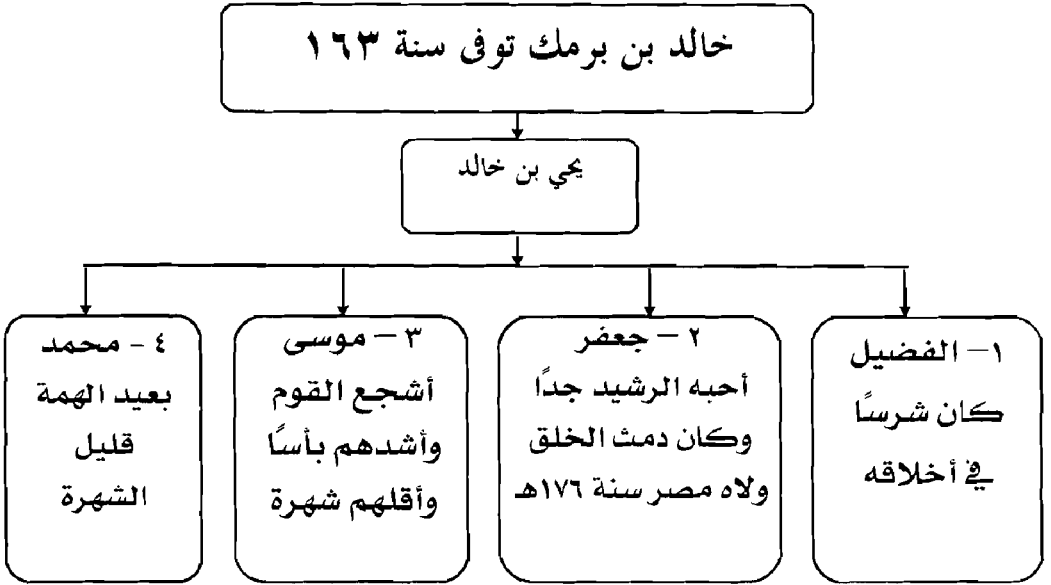 خالد بن برمك توفى سنة ١٦٣
يحي بن خالد
١– الفضيل
كان شرسًا
في أخلاقه
٢ – جعفر
أحبه الرشيد جدًا
وكان دمث الخلق
ولاه مصر سنة ١٧٦هـ
٣ – موسى
أشجع القوم
وأشدهم بأسًا
وأقلهم شهرة
٤ - محمد
بعيد الهمة
قليل
الشهرة